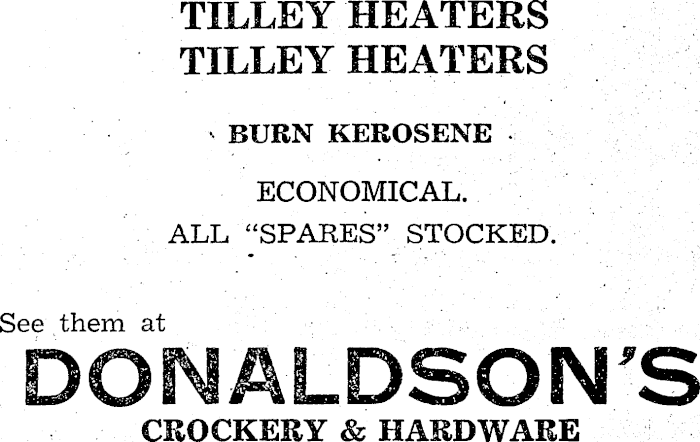 TILLEY HEATERS
TILLEY HEATERS
BURN KEROSENE
ECONOMICAL.
ALL "SPARES" STOCKED.
See them at
DONALDSON'S
CROCKERY & HARDWARE